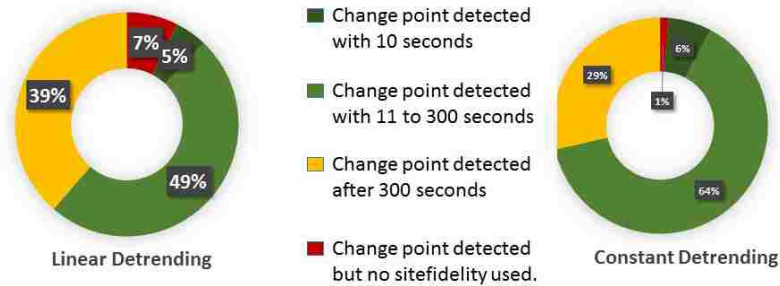 7%
5%
39%
49%
Linear Detrending
Change point detected
with 10 seconds
Change point detected
with 11 to 300 seconds
Change point detected
after 300 seconds
Change point detected
but no sitefidelity used.
6%
29%
1%
64%
Constant Detrending